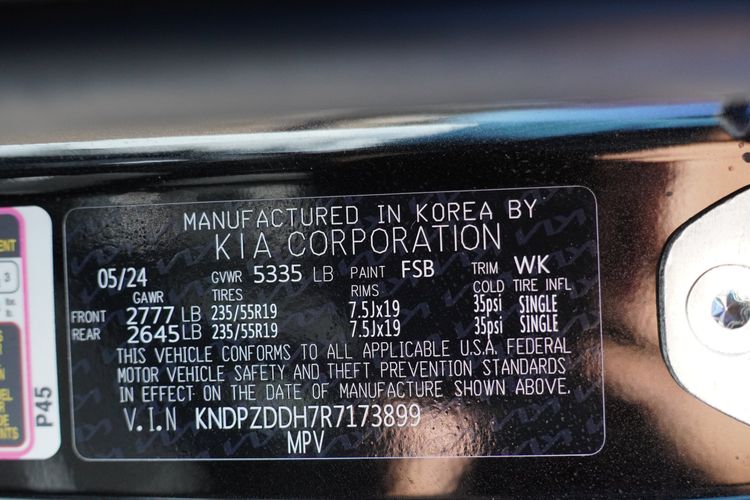 MANUFACTURED IN KOREA BY
KIA CORPORATION
05/24 GVWR 5335 LB PAINT FSB TRIM WK
GAWR TIRES RIMS COLD TIRE INFL
FRONT 2777 LB 235/55R19 7.5Jx19 35psi SINGLE
REAR 2645 LB 235/55R19 7.5Jx19 35psi SINGLE
THIS VEHICLE CONFORMS TO ALL APPLICABLE U.S.A. FEDERAL
MOTOR VEHICLE SAFETY AND THEFT PREVENTION STANDARDS
IN EFFECT ON THE DATE OF MANUFACTURE SHOWN ABOVE.
V.I.N KNDPZDDH7R7173899
MPV
P45